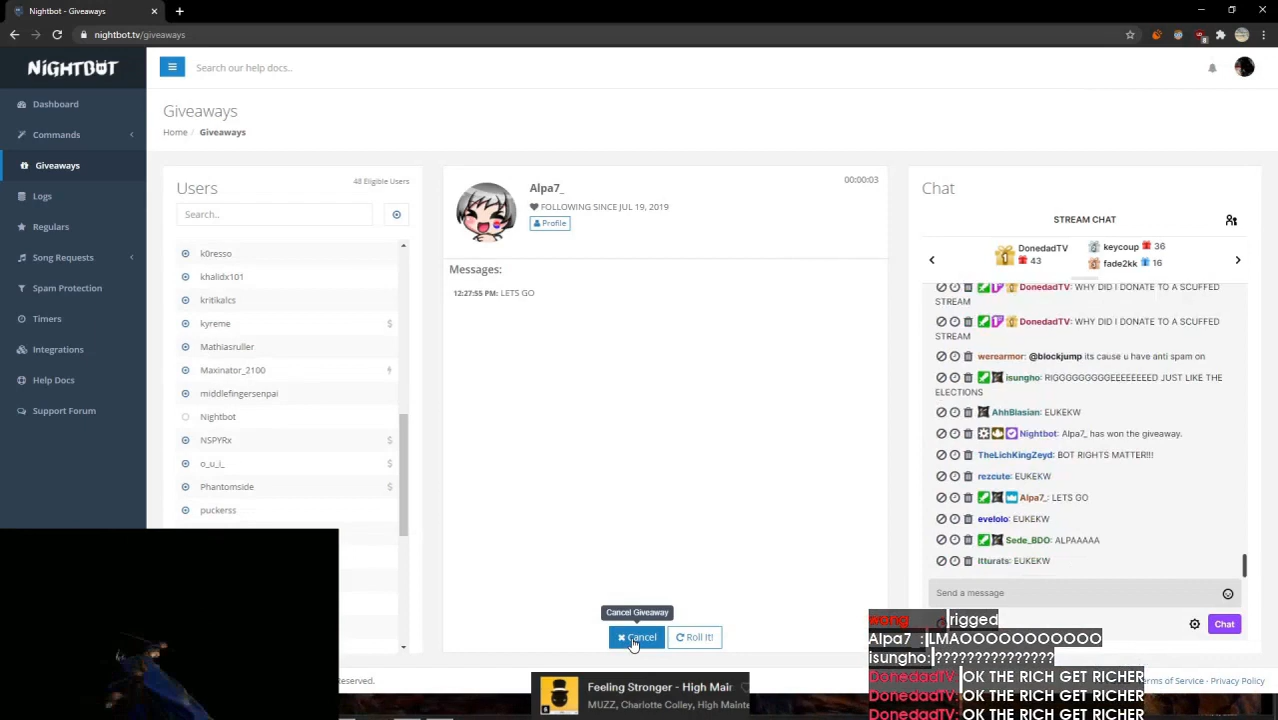 Nightbot - Giveaways
nightbot.tv/giveaways
NIGHTBOT
Search our help docs..
Dashboard
Commands
Giveaways
Logs
Regulars
Song Requests
Spam Protection
Timers
Integrations
Help Docs
Support Forum
Giveaways
Home / Giveaways
Users
48 Eligible Users
Search..
k0resso
khalidx101
kritikalcs
kyreme $
Mathiasruller
Maxinator_2100
middlefingersenpai
Nightbot
NSPYRx $
o_u_i_ $
Phantomside $
puckerss
Alpa7_
00:00:03
FOLLOWING SINCE JUL 19, 2019
Profile
Messages:
12:27:55 PM: LETS GO
Cancel Giveaway
Cancel
Roll It!
Chat
STREAM CHAT
DonedadTV
43
keycoup 36
fade2kk 16
DonedadTV: WHY DID I DONATE TO A SCUFFED
STREAM
DonedadTV: WHY DID I DONATE TO A SCUFFED
STREAM
werearmor: @blockjump its cause u have anti spam on
isungho: RIGGGGGGGGEEEEEEEED JUST LIKE THE
ELECTIONS
AhhBlasian: EUKEKW
Nightbot: Alpa7_ has won the giveaway.
TheLichKingZeyd: BOT RIGHTS MATTER!!!
rezcute: EUKEKW
Alpa7_: LETS GO
evelolo: EUKEKW
Sede_BDO: ALPAAAAA
Itturats: EUKEKW
Send a message
Chat
rigged
Alpa7_: LMAOOOOOOOOOOO
isungho: ???????????????
DonedadTV: OK THE RICH GET RICHER
DonedadTV: OK THE RICH GET RICHER
DonedadTV: OK THE RICH GET RICHER
Reserved.
Feeling Stronger - High Mair
MUZZ, Charlotte Colley, High Mainte
erms of Service - Privacy Policy